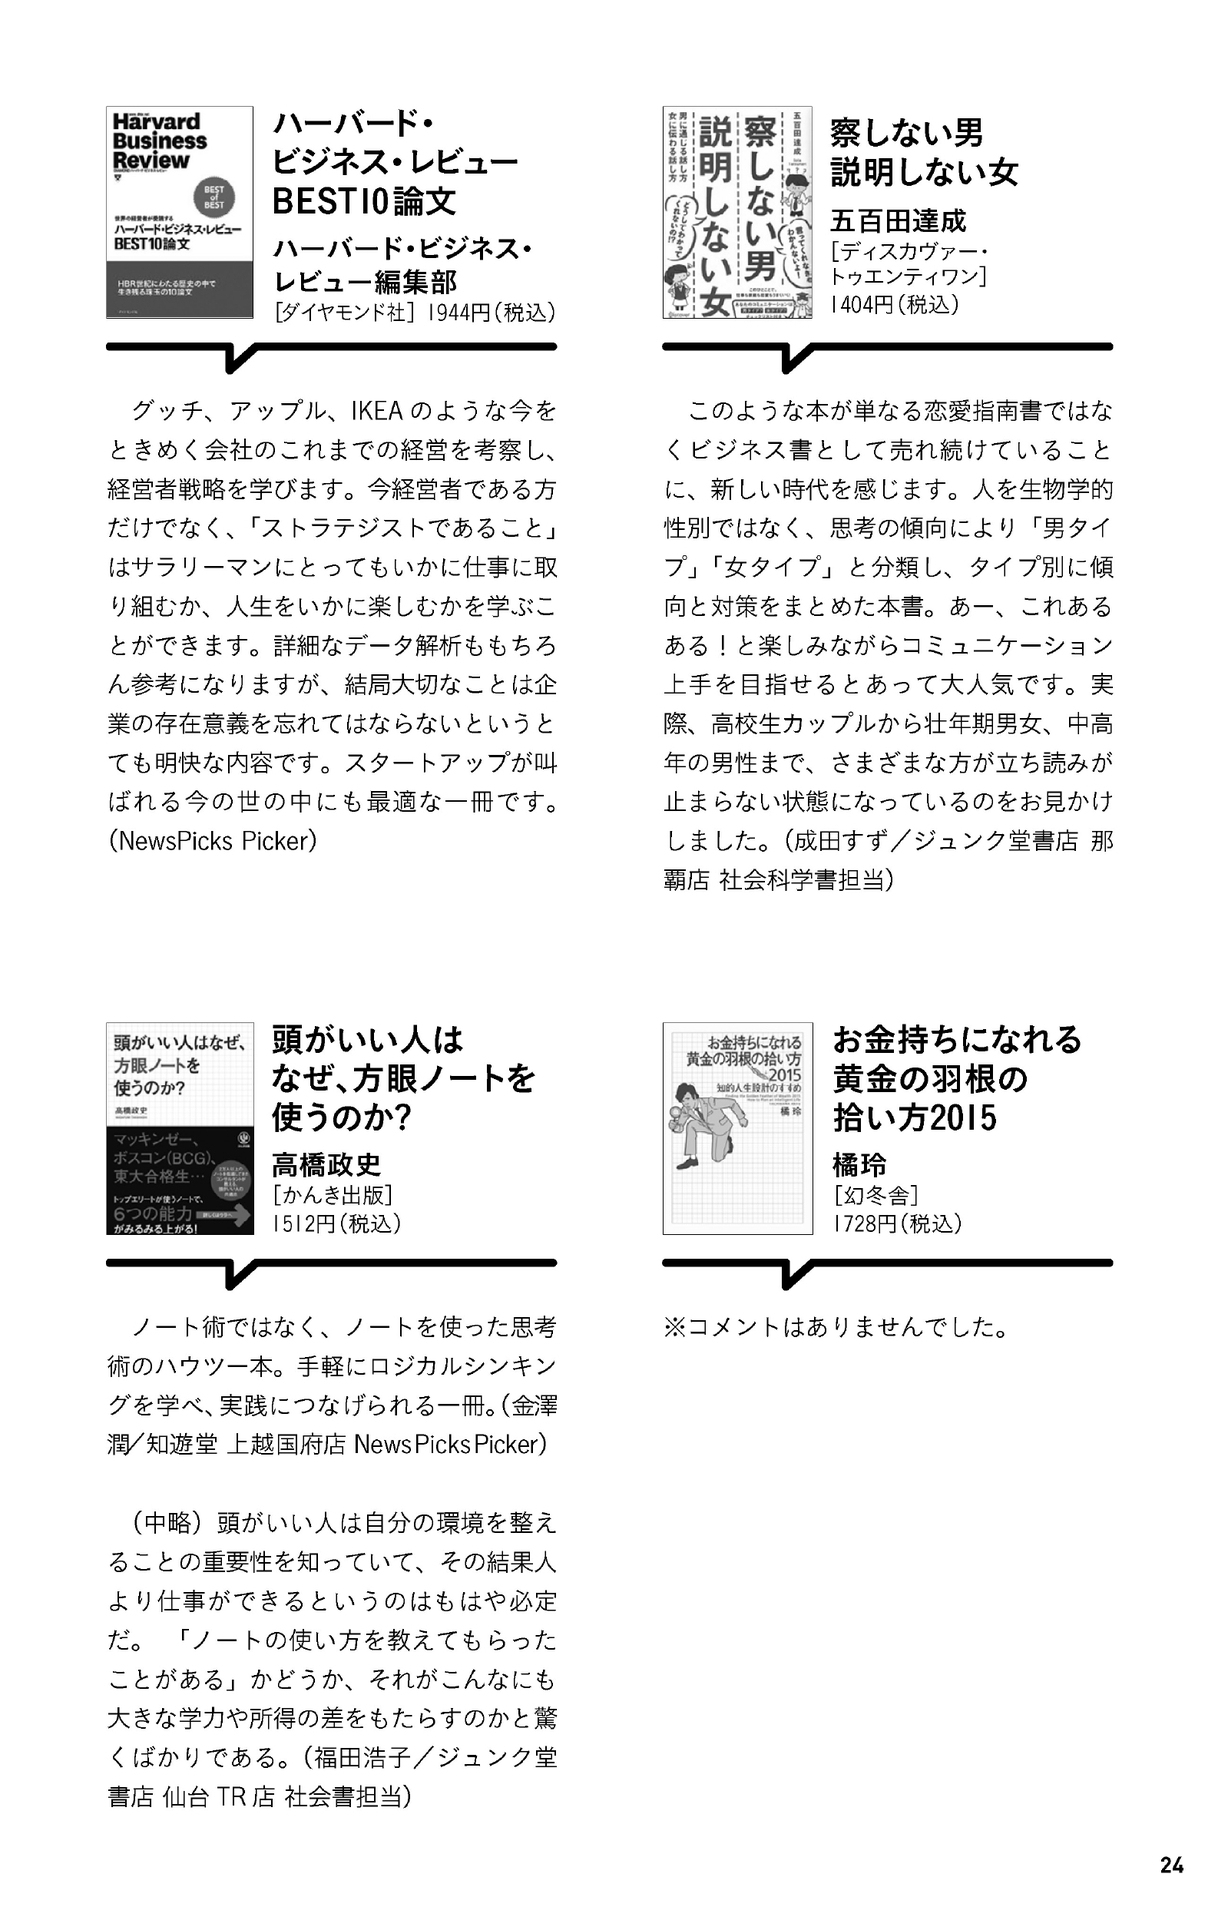 Harvard
Business
Review
BEST
of
BEST
世界の経営者が愛読する
ハーバード・ビジネス・レビュー
BEST10論文
HBR世紀にわたる歴史の中で
生き残る珠玉の10論文
ハーバード・
ビジネス・レビュー
BEST10論文
ハーバード・ビジネス・
レビュー編集部
［ダイヤモンド社］ 1944円（税込）
グッチ、アップル、IKEA のような今を
ときめく会社のこれまでの経営を考察し、
経営者戦略を学びます。今経営者である方
だけでなく、「ストラテジストであること」
はサラリーマンにとってもいかに仕事に取
り組むか、人生をいかに楽しむかを学ぶこ
とができます。詳細なデータ解析ももちろ
ん参考になりますが、結局大切なことは企
業の存在意義を忘れてはならないというと
ても明快な内容です。スタートアップが叫
ばれる今の世の中にも最適な一冊です。
（NewsPicks Picker）
五百田達成
察しない男
説明しない女
男に通じる話し方
女に伝わる話し方
察しない男
説明しない女
五百田達成
［ディスカヴァー・
トゥエンティワン］
1404円（税込）
このような本が単なる恋愛指南書ではな
くビジネス書として売れ続けていること
に、新しい時代を感じます。人を生物学的
性別ではなく、思考の傾向により「男タイ
プ」「女タイプ」と分類し、タイプ別に傾
向と対策をまとめた本書。あー、これある
ある！と楽しみながらコミュニケーション
上手を目指せるとあって大人気です。実
際、高校生カップルから壮年期男女、中高
年の男性まで、さまざまな方が立ち読みが
止まらない状態になっているのをお見かけ
しました。（成田すず／ジュンク堂書店 那
覇店 社会科学書担当）
頭がいい人はなぜ、
方眼ノートを
使うのか?
高橋政史
マッキンゼー、
ボスコン(BCG)、
東大合格生…
トップエリートが使うノートで、
6つの能力
がみるみる上がる!
頭がいい人は
なぜ、方眼ノートを
使うのか?
高橋政史
［かんき出版］
1512円（税込）
ノート術ではなく、ノートを使った思考
術のハウツー本。手軽にロジカルシンキン
グを学べ、実践につなげられる一冊。（金澤
潤／知遊堂 上越国府店 NewsPicks Picker）
（中略）頭がいい人は自分の環境を整え
ることの重要性を知っていて、その結果人
より仕事ができるというのはもはや必定
だ。 「ノートの使い方を教えてもらった
ことがある」かどうか、それがこんなにも
大きな学力や所得の差をもたらすのかと驚
くばかりである。（福田浩子／ジュンク堂
書店 仙台 TR 店 社会書担当）
お金持ちになれる
黄金の羽根の拾い方
2015
知的人生設計のすすめ
橘 玲
お金持ちになれる
黄金の羽根の
拾い方2015
橘玲
［幻冬舎］
1728円（税込）
※コメントはありませんでした。
24